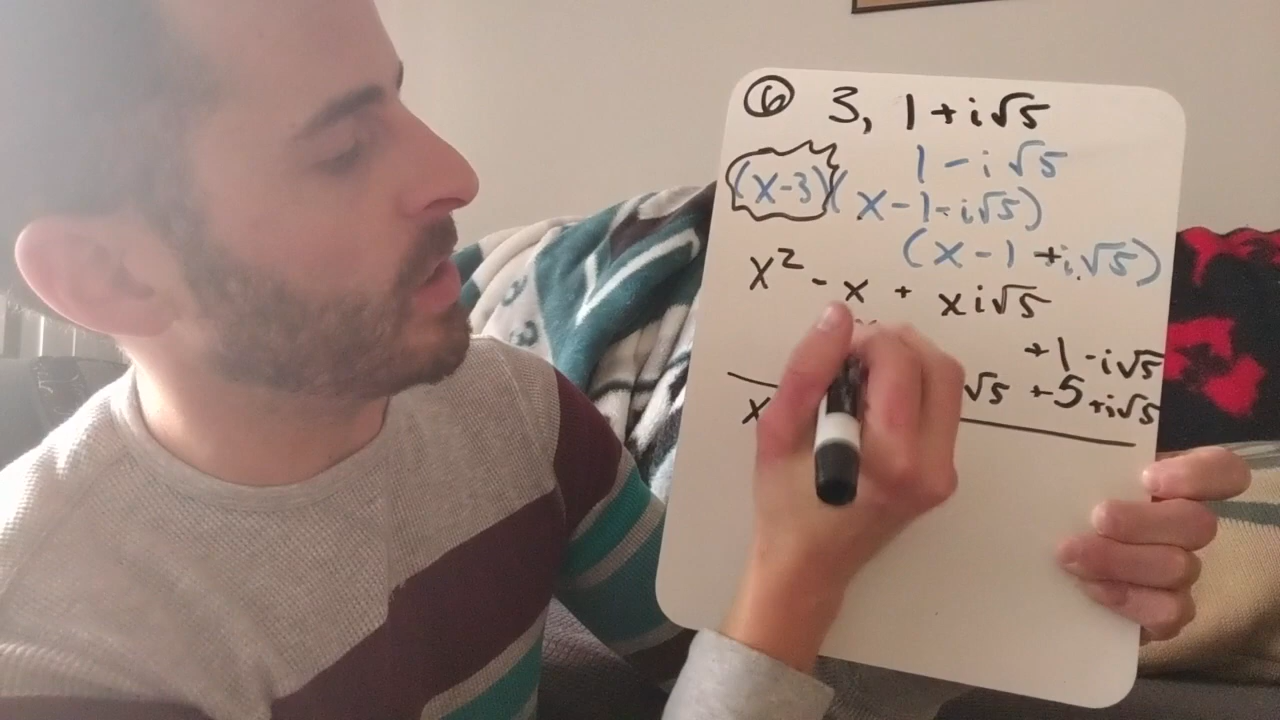 ⑥ 3, 1+i√5
1-i√5
(x-3)(x-1-i√5)
(x-1+i√5)
x² -x + xi√5
+1-i√5
√5 +5+i√5
x